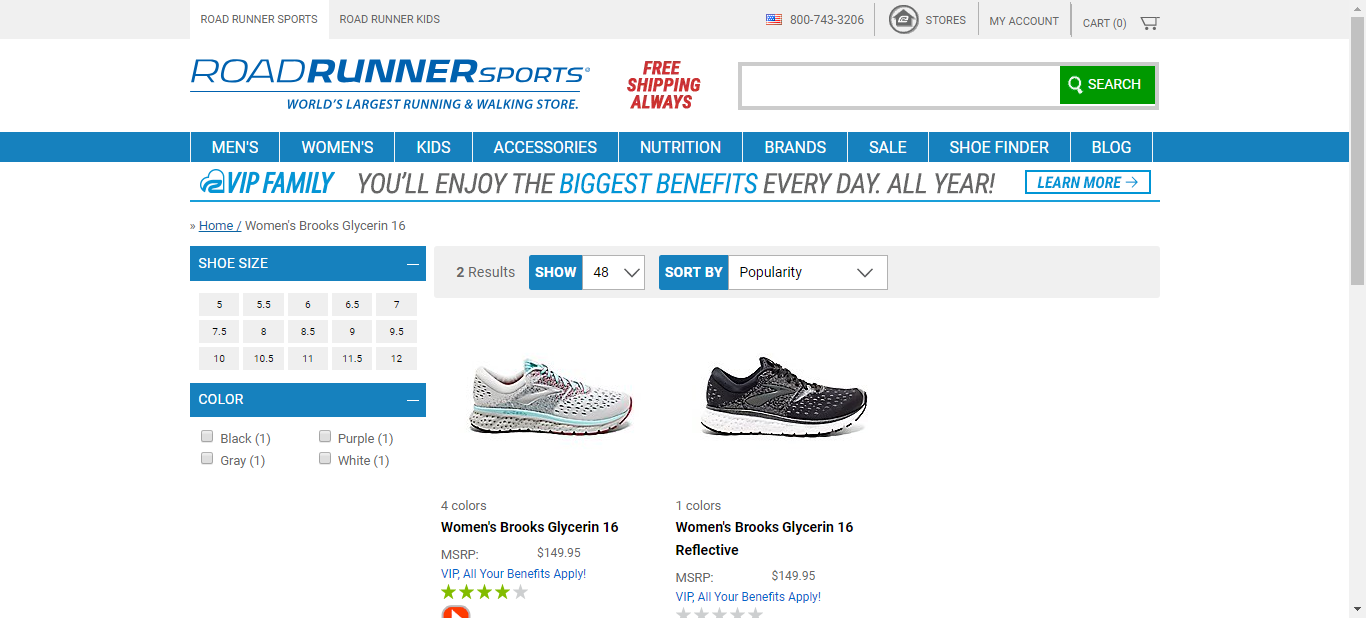 ROAD RUNNER SPORTS
ROAD RUNNER KIDS
800-743-3206
STORES
MY ACCOUNT
CART (0)
ROADRUNNERSPORTS®
WORLD'S LARGEST RUNNING & WALKING STORE.
FREE
SHIPPING
ALWAYS
SEARCH
MEN'S
WOMEN'S
KIDS
ACCESSORIES
NUTRITION
BRANDS
SALE
SHOE FINDER
BLOG
VIP FAMILY
YOU'LL ENJOY THE BIGGEST BENEFITS EVERY DAY. ALL YEAR!
LEARN MORE →
» Home / Women's Brooks Glycerin 16
SHOE SIZE —
5 5.5 6 6.5 7
7.5 8 8.5 9 9.5
10 10.5 11 11.5 12
COLOR —
Black (1) Purple (1)
Gray (1) White (1)
2 Results
SHOW 48
SORT BY Popularity
4 colors
Women's Brooks Glycerin 16
MSRP: $149.95
VIP, All Your Benefits Apply!
1 colors
Women's Brooks Glycerin 16
Reflective
MSRP: $149.95
VIP, All Your Benefits Apply!